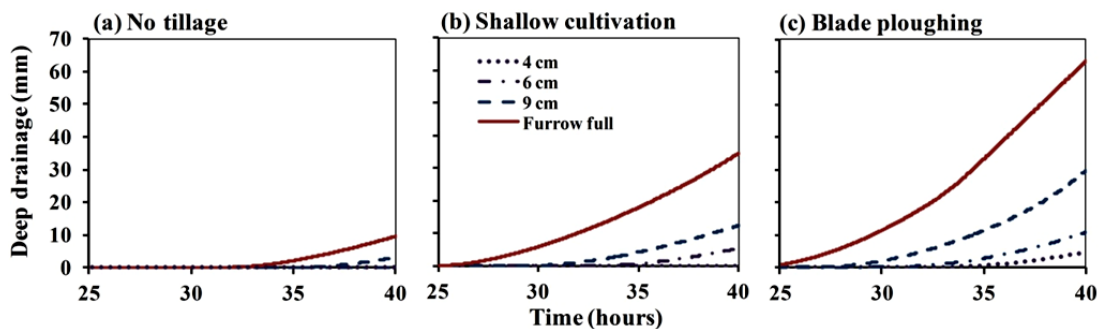 (a) No tillage
(b) Shallow cultivation
(c) Blade ploughing
Deep drainage (mm)
70
60
50
40
30
20
10
0
4 cm
6 cm
9 cm
Furrow full
25 30 35 40
25 30 35 40
25 30 35 40
Time (hours)